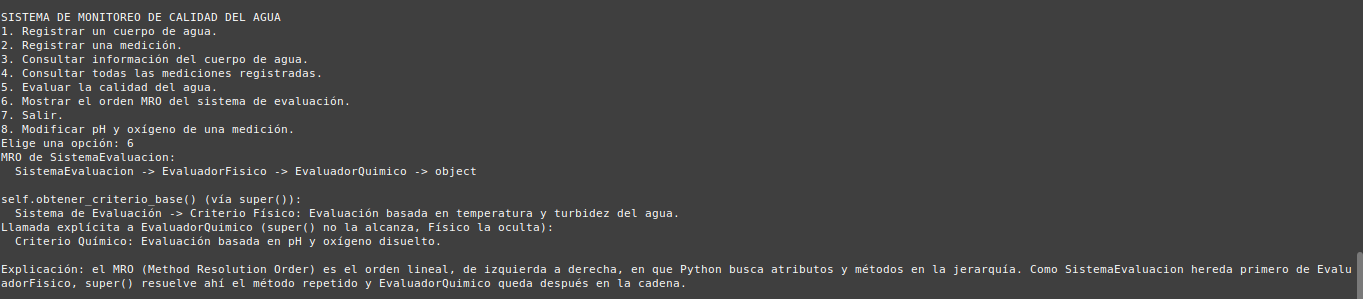 SISTEMA DE MONITOREO DE CALIDAD DEL AGUA
1. Registrar un cuerpo de agua.
2. Registrar una medición.
3. Consultar información del cuerpo de agua.
4. Consultar todas las mediciones registradas.
5. Evaluar la calidad del agua.
6. Mostrar el orden MRO del sistema de evaluación.
7. Salir.
8. Modificar pH y oxígeno de una medición.
Elige una opción: 6
MRO de SistemaEvaluacion:
  SistemaEvaluacion -> EvaluadorFisico -> EvaluadorQuimico -> object

self.obtener_criterio_base() (vía super()):
  Sistema de Evaluación -> Criterio Físico: Evaluación basada en temperatura y turbidez del agua.
Llamada explícita a EvaluadorQuimico (super() no la alcanza, Físico la oculta):
  Criterio Químico: Evaluación basada en pH y oxígeno disuelto.

Explicación: el MRO (Method Resolution Order) es el orden lineal, de izquierda a derecha, en que Python busca atributos y métodos en la jerarquía. Como SistemaEvaluacion hereda primero de Evalu
adorFisico, super() resuelve ahí el método repetido y EvaluadorQuimico queda después en la cadena.